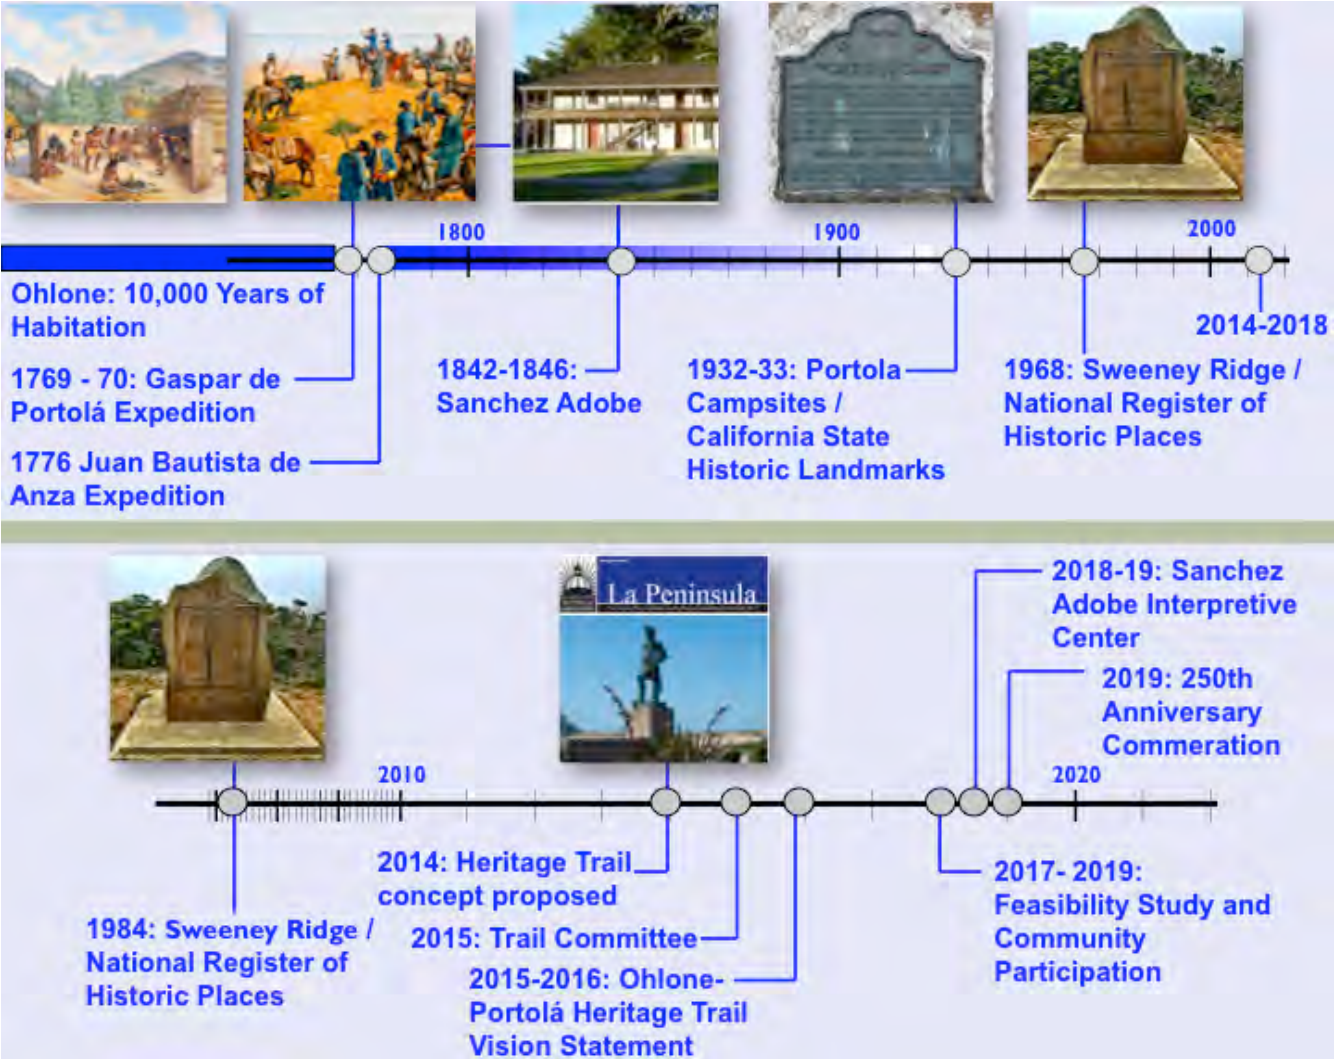 1800
1900
2000
Ohlone: 10,000 Years of
Habitation
1769 - 70: Gaspar de
Portolá Expedition
1776 Juan Bautista de
Anza Expedition
1842-1846:
Sanchez Adobe
1932-33: Portola
Campsites /
California State
Historic Landmarks
1968: Sweeney Ridge /
National Register of
Historic Places
2014-2018
La Peninsula
2010
2020
1984: Sweeney Ridge /
National Register of
Historic Places
2014: Heritage Trail
concept proposed
2015: Trail Committee
2015-2016: Ohlone-
Portolá Heritage Trail
Vision Statement
2018-19: Sanchez
Adobe Interpretive
Center
2019: 250th
Anniversary
Commeration
2017- 2019:
Feasibility Study and
Community
Participation